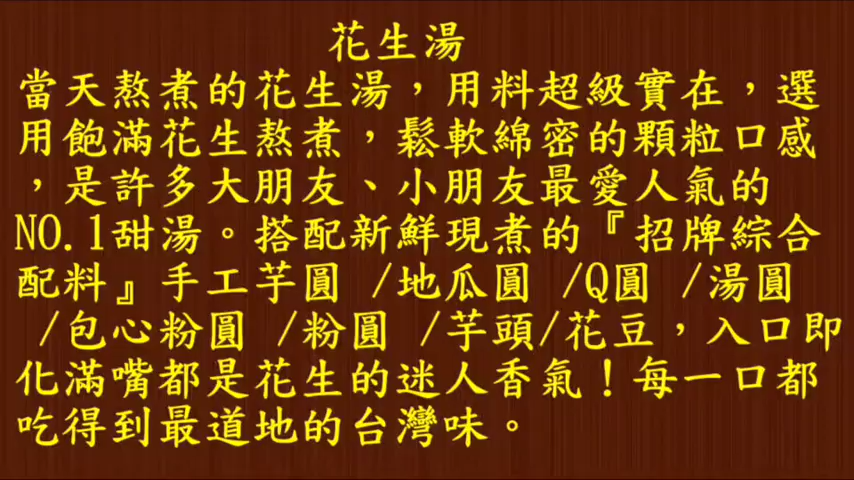 花生湯
當天熬煮的花生湯，用料超級實在，選
用飽滿花生熬煮，鬆軟綿密的顆粒口感
，是許多大朋友、小朋友最愛人氣的
NO.1甜湯。搭配新鮮現煮的『招牌綜合
配料』手工芋圓 /地瓜圓 /Q圓 /湯圓
/包心粉圓 /粉圓 /芋頭/花豆，入口即
化滿嘴都是花生的迷人香氣！每一口都
吃得到最道地的台灣味。